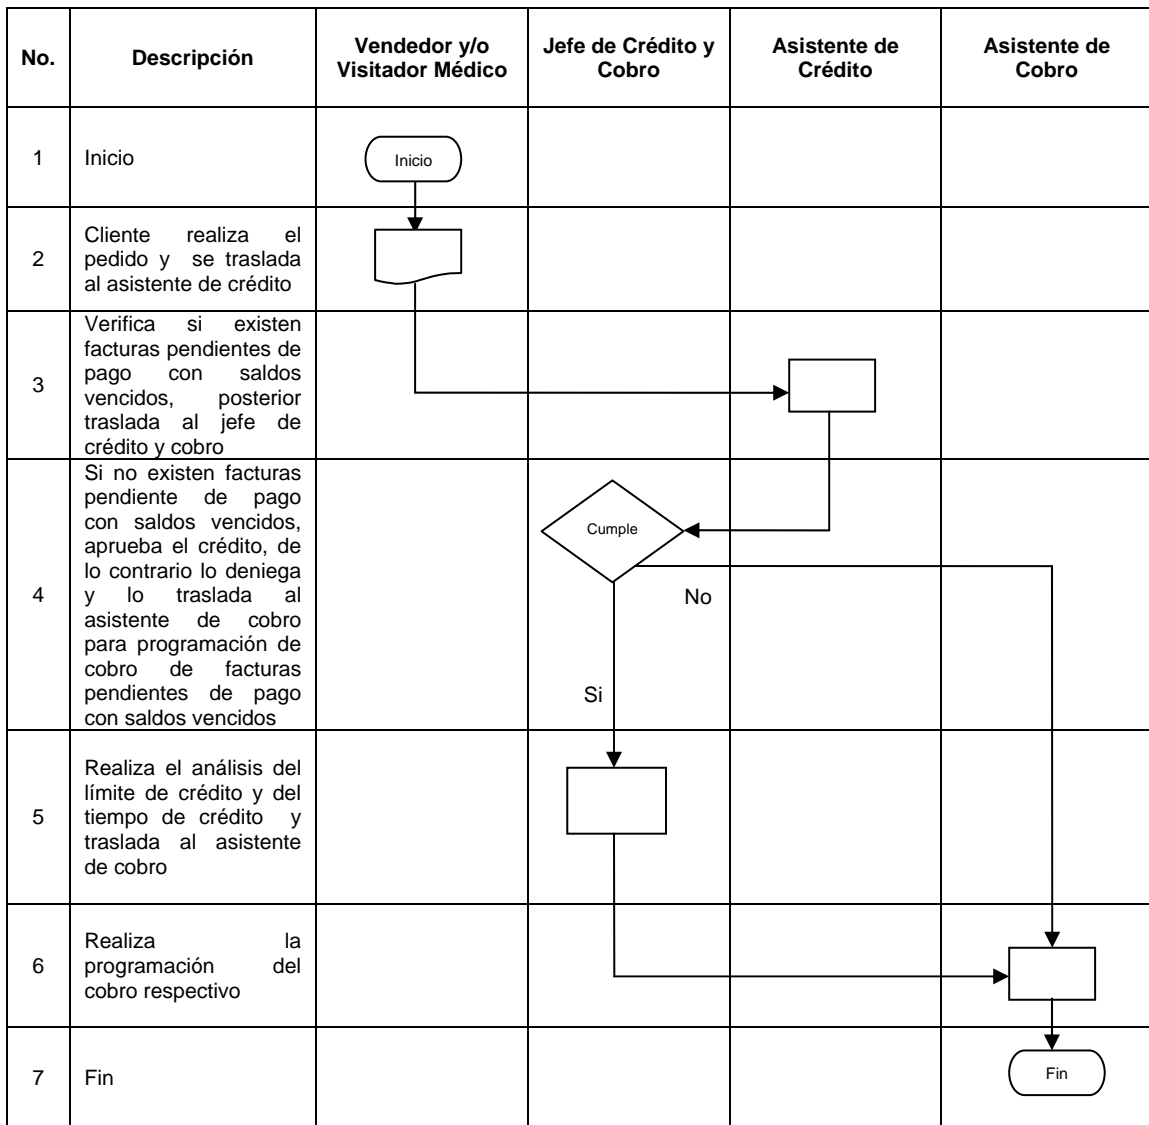 No.
Descripción
Vendedor y/o
Visitador Médico
Jefe de Crédito y
Cobro
Asistente de
Crédito
Asistente de
Cobro
1
Inicio
Inicio
2
Cliente realiza el
pedido y se traslada
al asistente de crédito
3
Verifica si existen
facturas pendientes de
pago con saldos
vencidos, posterior
traslada al jefe de
crédito y cobro
4
Si no existen facturas
pendiente de pago
con saldos vencidos,
aprueba el crédito, de
lo contrario lo deniega
y lo traslada al
asistente de cobro
para programación de
cobro de facturas
pendientes de pago
con saldos vencidos
Cumple
No
Si
5
Realiza el análisis del
límite de crédito y del
tiempo de crédito y
traslada al asistente
de cobro
6
Realiza la
programación del
cobro respectivo
7
Fin
Fin